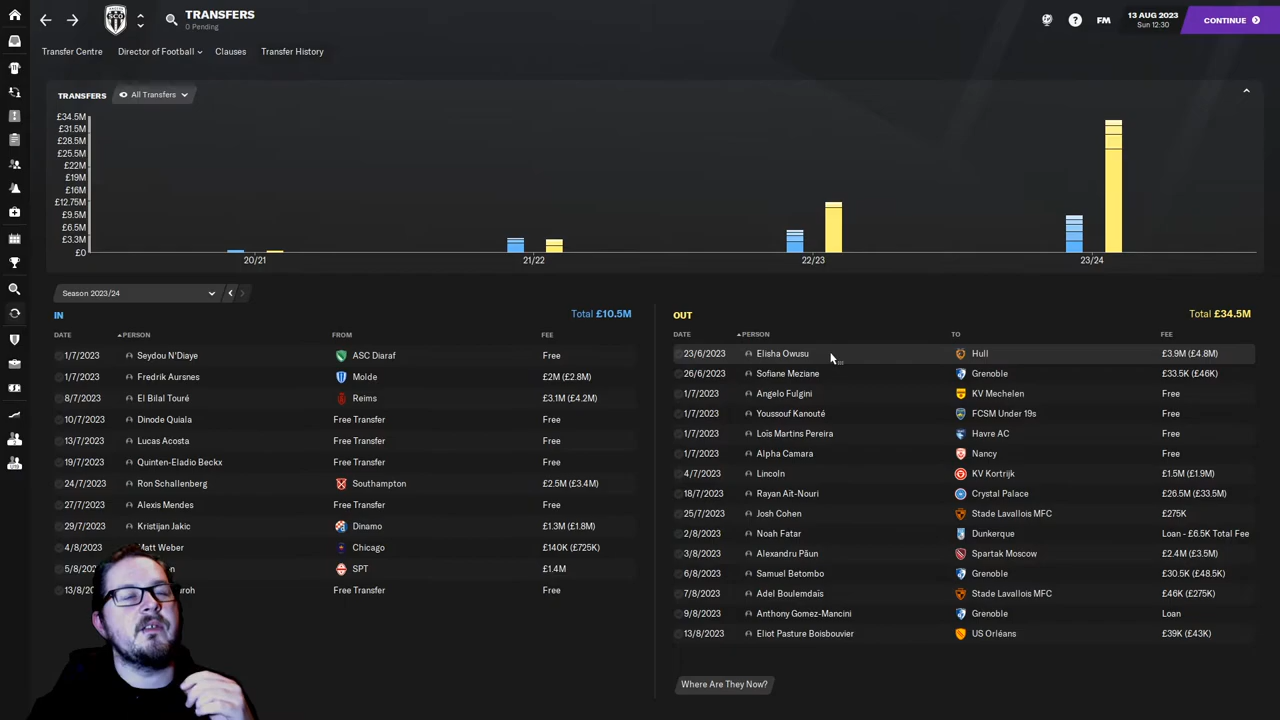 TRANSFERS
0 Pending
FM
13 AUG 2023
Sun 12:30
CONTINUE
Transfer Centre
Director of Football
Clauses
Transfer History
TRANSFERS
All Transfers
£34.5M
£31.5M
£28.5M
£25.5M
£22M
£19M
£16M
£12.75M
£9.5M
£6.5M
£3.3M
£0
20/21
21/22
22/23
23/24
Season 2023/24
IN
Total £10.5M
DATE PERSON FROM FEE
1/7/2023 Seydou N'Diaye ASC Diaraf Free
1/7/2023 Fredrik Aursnes Molde £2M (£2.8M)
8/7/2023 El Bilal Touré Reims £3.1M (£4.2M)
10/7/2023 Dinode Quiala Free Transfer Free
13/7/2023 Lucas Acosta Free Transfer Free
19/7/2023 Quinten-Eladio Beckx Free Transfer Free
24/7/2023 Ron Schallenberg Southampton £2.5M (£3.4M)
27/7/2023 Alexis Mendes Free Transfer Free
29/7/2023 Kristijan Jakic Dinamo £1.3M (£1.8M)
4/8/2023 Matt Weber Chicago £140K (£725K)
5/8/ SPT £1.4M
13/8/20 Free Transfer Free
OUT
Total £34.5M
DATE PERSON TO FEE
23/6/2023 Elisha Owusu Hull £3.9M (£4.8M)
26/6/2023 Sofiane Meziane Grenoble £33.5K (£46K)
1/7/2023 Angelo Fulgini KV Mechelen Free
1/7/2023 Youssouf Kanouté FCSM Under 19s Free
1/7/2023 Loïs Martins Pereira Havre AC Free
1/7/2023 Alpha Camara Nancy Free
4/7/2023 Lincoln KV Kortrijk £1.5M (£1.9M)
18/7/2023 Rayan Aït-Nouri Crystal Palace £26.5M (£33.5M)
25/7/2023 Josh Cohen Stade Lavallois MFC £275K
2/8/2023 Noah Fatar Dunkerque Loan - £6.5K Total Fee
3/8/2023 Alexandru Păun Spartak Moscow £2.4M (£3.5M)
6/8/2023 Samuel Betombo Grenoble £30.5K (£48.5K)
7/8/2023 Adel Boulemdaïs Stade Lavallois MFC £46K (£275K)
9/8/2023 Anthony Gomez-Mancini Grenoble Loan
13/8/2023 Eliot Pasture Boisbouvier US Orléans £39K (£43K)
Where Are They Now?